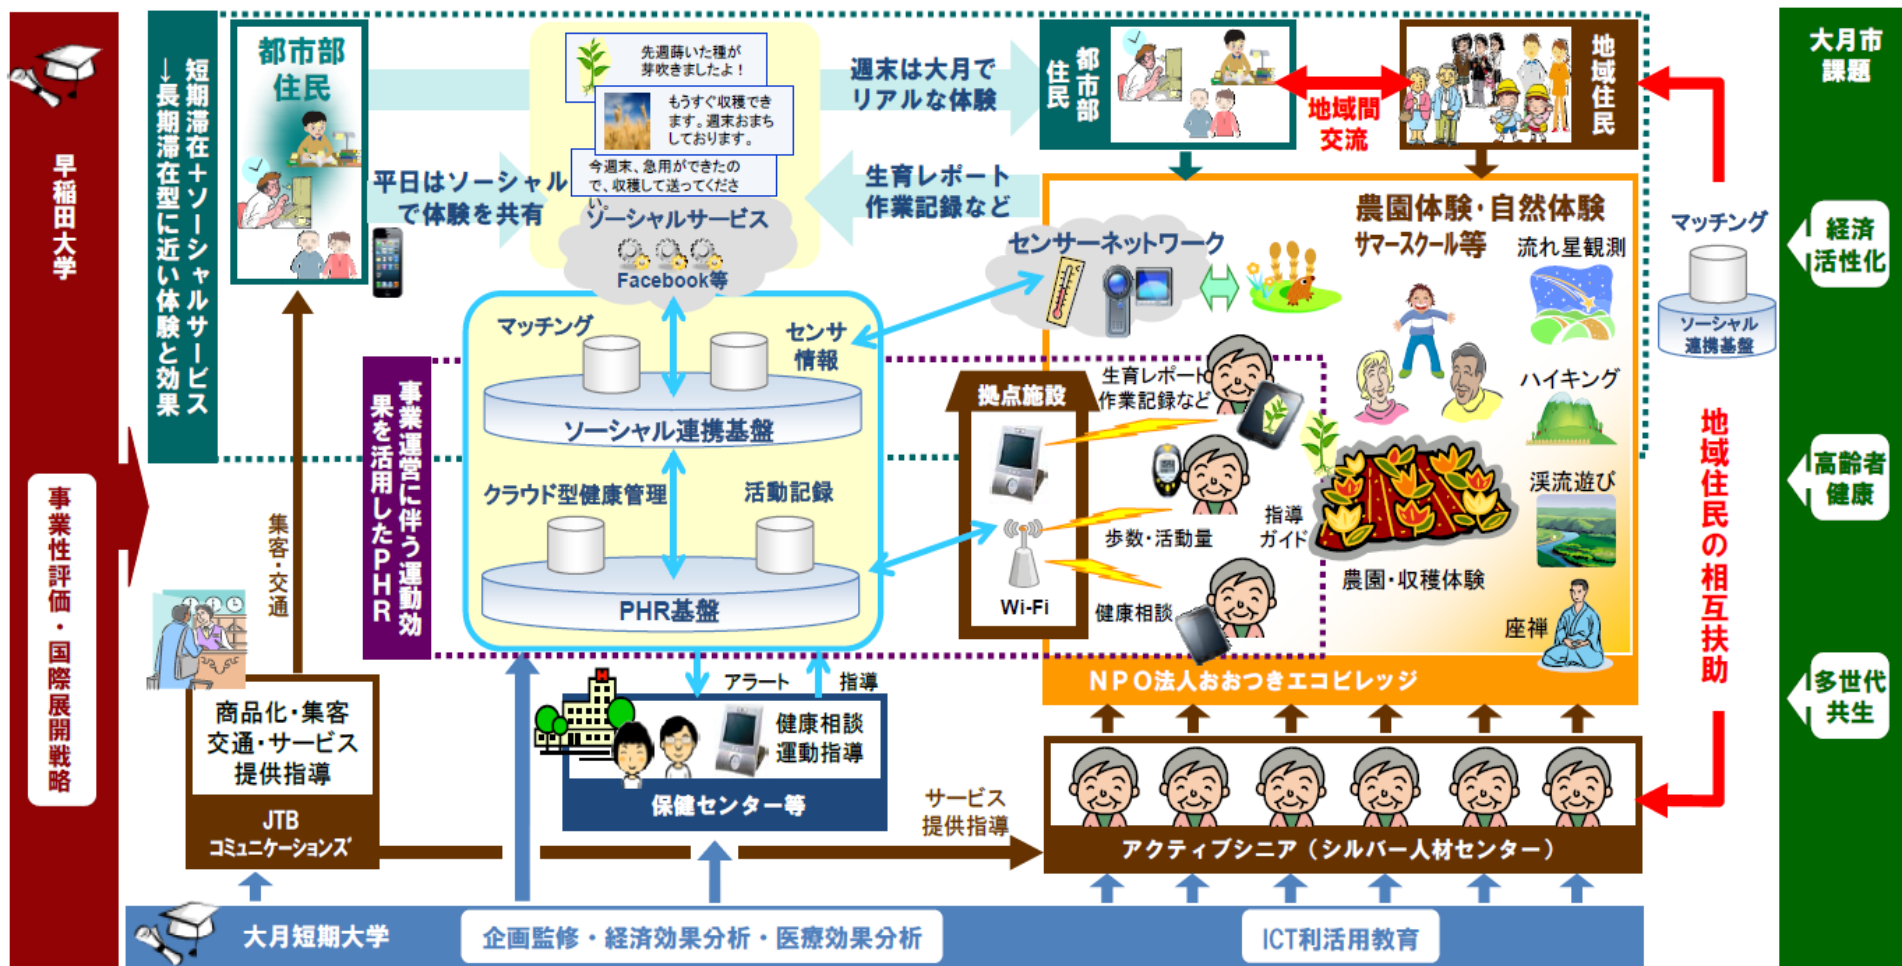 早稲田大学
事業性評価・国際展開戦略
短期滞在＋ソーシャルサービス
→長期滞在型に近い体験と効果
都市部
住民
先週蒔いた種が
芽吹きましたよ！
もうすぐ収穫でき
ます。週末おまち
しております。
今週末、急用ができたの
で、収穫して送ってくださ
い。
平日はソーシャル
で体験を共有
ソーシャルサービス
Facebook等
週末は大月で
リアルな体験
生育レポート
作業記録など
都市部
住民
地域間
交流
地域住民
農園体験・自然体験
サマースクール等
センサーネットワーク
流れ星観測
ハイキング
渓流遊び
座禅
農園・収穫体験
指導
ガイド
生育レポート
作業記録など
歩数・活動量
健康相談
拠点施設
Wi-Fi
NPO法人おおつきエコビレッジ
マッチング
センサ
情報
ソーシャル連携基盤
クラウド型健康管理
活動記録
PHR基盤
事業運営に伴う運動効
果を活用したPHR
アラート
指導
健康相談
運動指導
保健センター等
集客・交通
商品化・集客
交通・サービス
提供指導
JTB
コミュニケーションズ
サービス
提供指導
アクティブシニア（シルバー人材センター）
マッチング
ソーシャル
連携基盤
地域住民の相互扶助
大月市
課題
経済
活性化
高齢者
健康
多世代
共生
大月短期大学
企画監修・経済効果分析・医療効果分析
ICT利活用教育